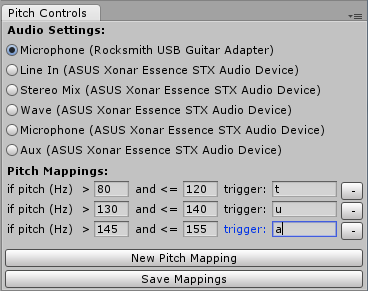 Pitch Controls
Audio Settings:
Microphone (Rocksmith USB Guitar Adapter)
Line In (ASUS Xonar Essence STX Audio Device)
Stereo Mix (ASUS Xonar Essence STX Audio Device)
Wave (ASUS Xonar Essence STX Audio Device)
Microphone (ASUS Xonar Essence STX Audio Device)
Aux (ASUS Xonar Essence STX Audio Device)
Pitch Mappings:
if pitch (Hz) > 80 and <= 120 trigger: t -
if pitch (Hz) > 130 and <= 140 trigger: u -
if pitch (Hz) > 145 and <= 155 trigger: a -
New Pitch Mapping
Save Mappings